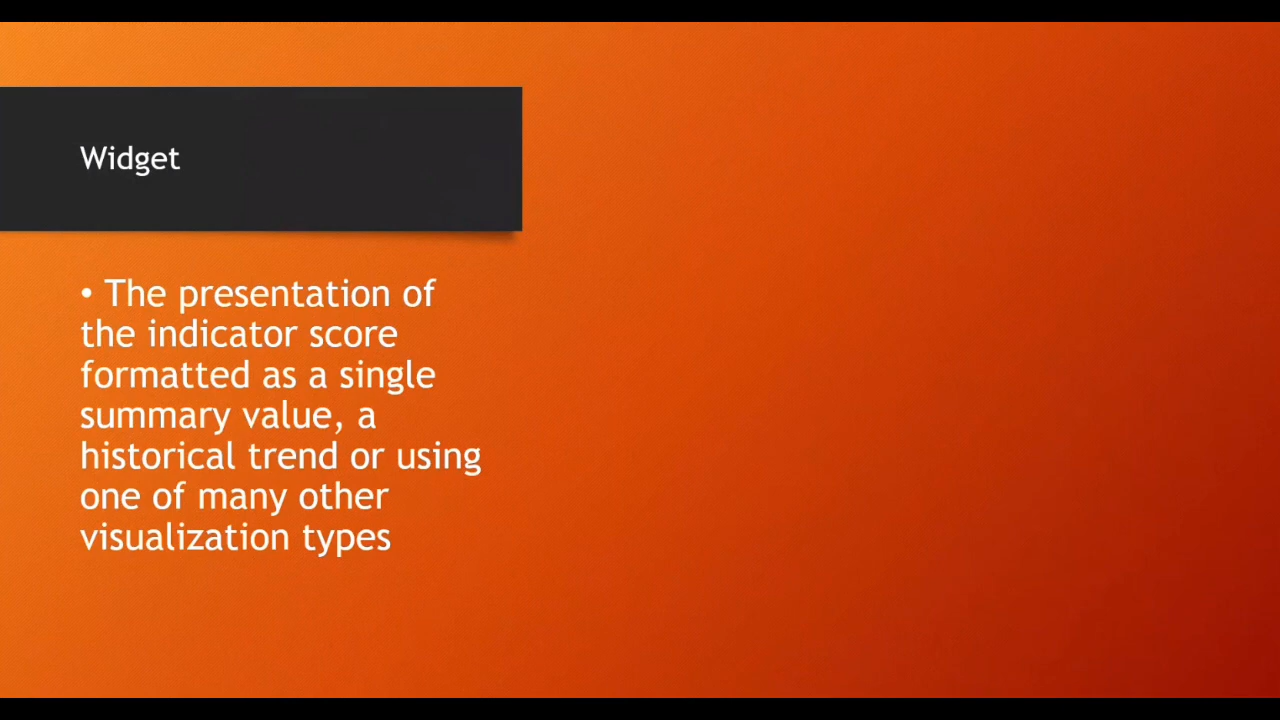 Widget
• The presentation of
the indicator score
formatted as a single
summary value, a
historical trend or using
one of many other
visualization types